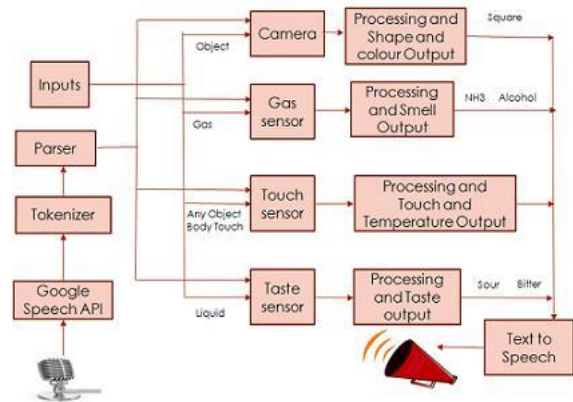 Inputs
Parser
Tokenizer
Google
Speech API
Object
Camera
Processing and
Shape and
colour Output
Square
Gas
Gas
sensor
Processing
and Smell
Output
NH3 Alcohol
Any Object
Body Touch
Touch
sensor
Processing and
Touch and
Temperature Output
Liquid
Taste
sensor
Processing
and Taste
output
Sour Bitter
Text to
Speech